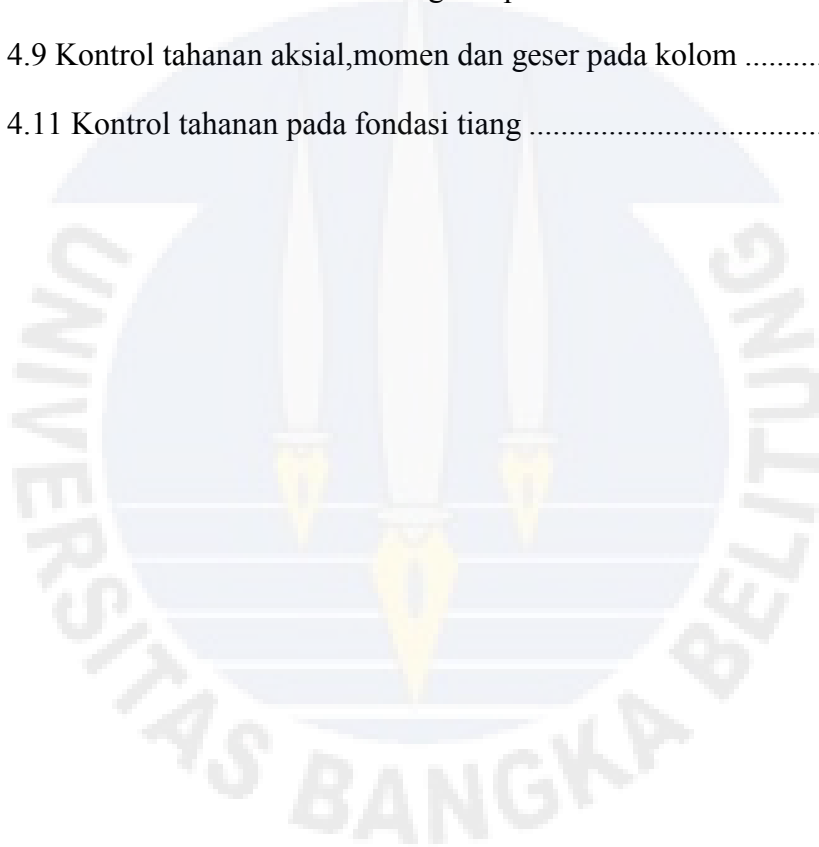 4.9 Kontrol tahanan aksial,momen dan geser pada kolom ..........
4.11 Kontrol tahanan pada fondasi tiang .....................................
UNIVERSITAS BANGKA BELITUNG